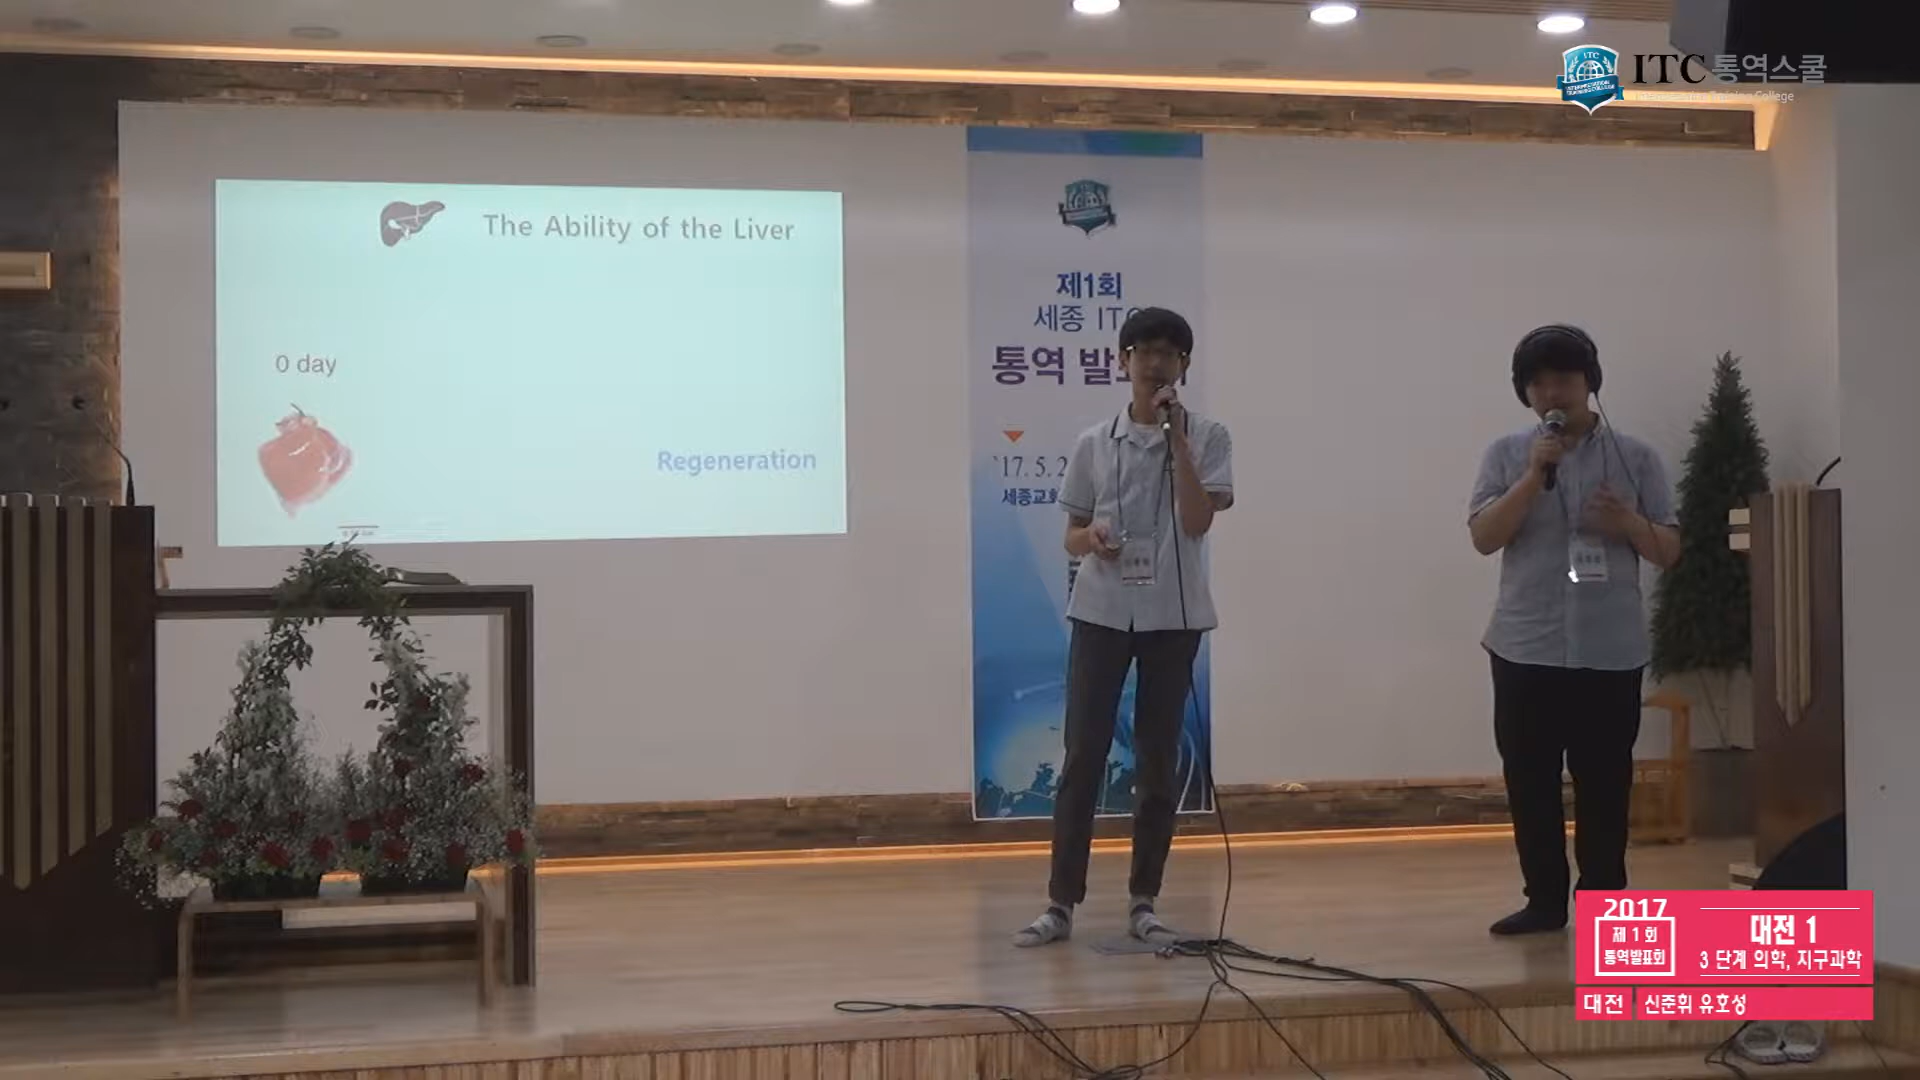 ITC 통역스쿨
The Ability of the Liver
0 day
Regeneration
제1회
세종 ITC
통역 발표회
'17. 5. 2
세종교회
2017
제 1 회
통역발표회
대전 1
3 단계 의학, 지구과학
대전
신준휘 유호성